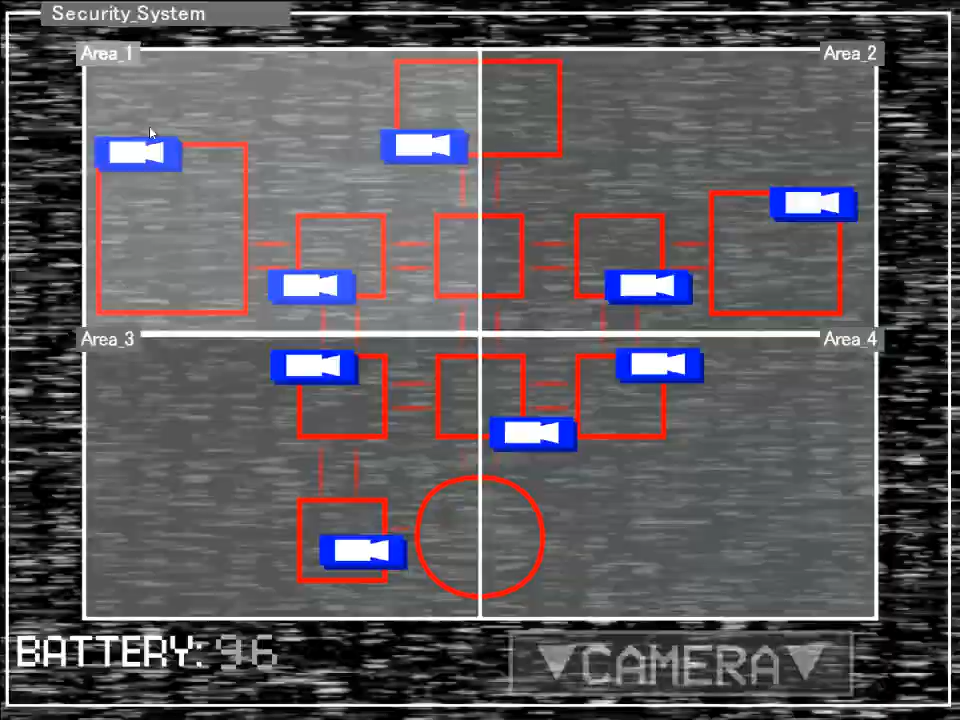 Security_System
Area_1
Area_2
Area_3
Area_4
BATTERY: 96
▼CAMERA▼